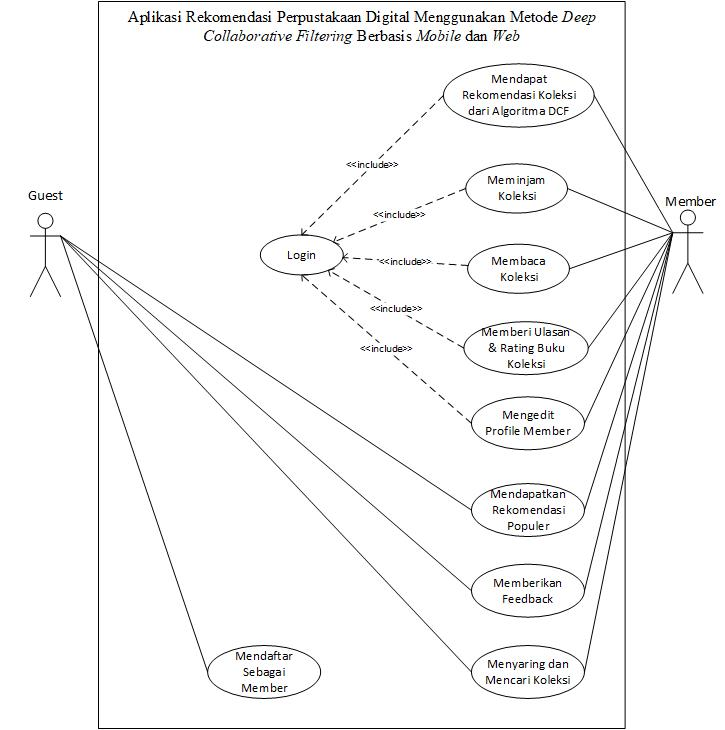 Aplikasi Rekomendasi Perpustakaan Digital Menggunakan Metode Deep
Collaborative Filtering Berbasis Mobile dan Web
Mendapat
Rekomendasi Koleksi
dari Algoritma DCF
<<include>>
Guest
Meminjam
Koleksi
Member
<<include>>
Login
Membaca
Koleksi
<<include>>
<<include>>
Memberi Ulasan
& Rating Buku
Koleksi
<<include>>
Mengedit
Profile Member
Mendapatkan
Rekomendasi
Populer
Memberikan
Feedback
Mendaftar
Sebagai
Member
Menyaring dan
Mencari Koleksi